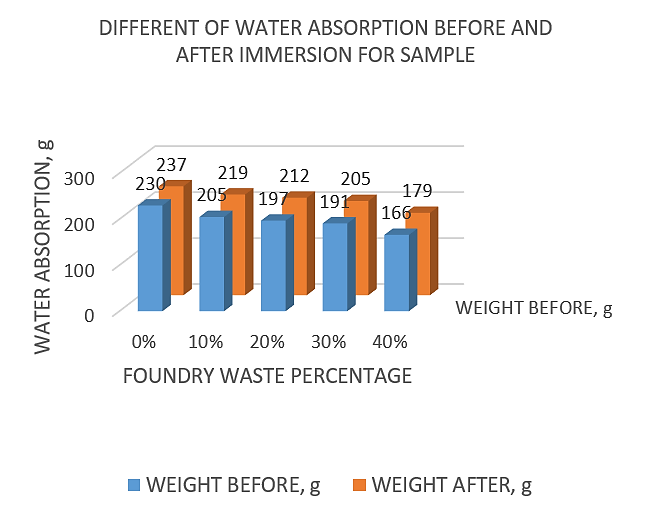 DIFFERENT OF WATER ABSORPTION BEFORE AND
AFTER IMMERSION FOR SAMPLE
WATER ABSORPTION, g
300
200
100
0
237
219
212
205
179
230
205
197
191
166
WEIGHT BEFORE, g
0% 10% 20% 30% 40%
FOUNDRY WASTE PERCENTAGE
WEIGHT BEFORE, g WEIGHT AFTER, g